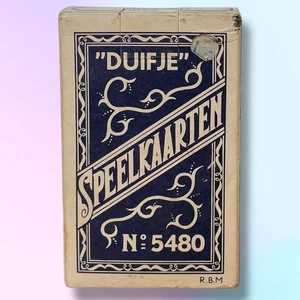 "DUIFJE"
SPEELKAARTEN
No: 5480
R.B.M